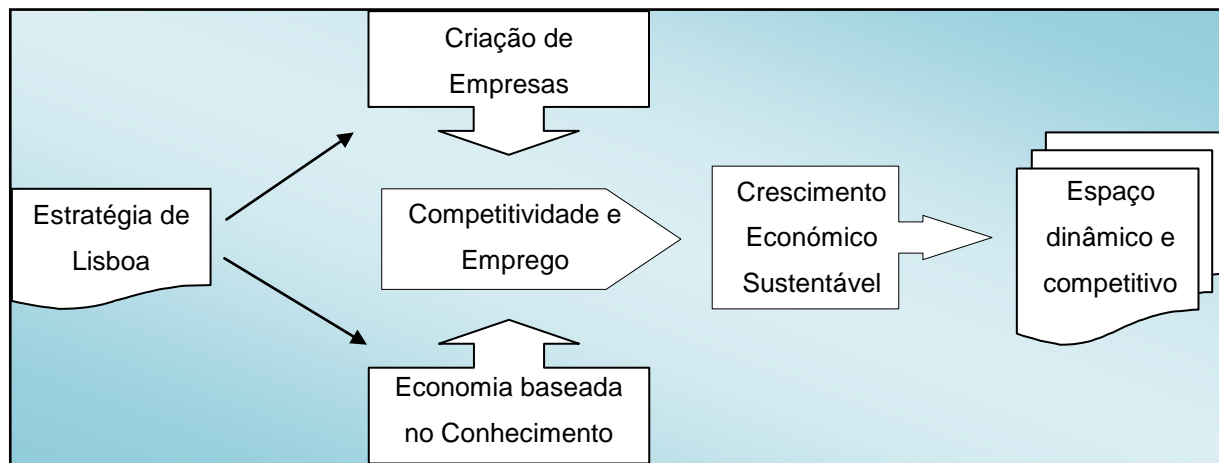 Criação de
Empresas
Estratégia de
Lisboa
Competitividade e
Emprego
Crescimento
Económico
Sustentável
Espaço
dinâmico e
competitivo
Economia baseada
no Conhecimento